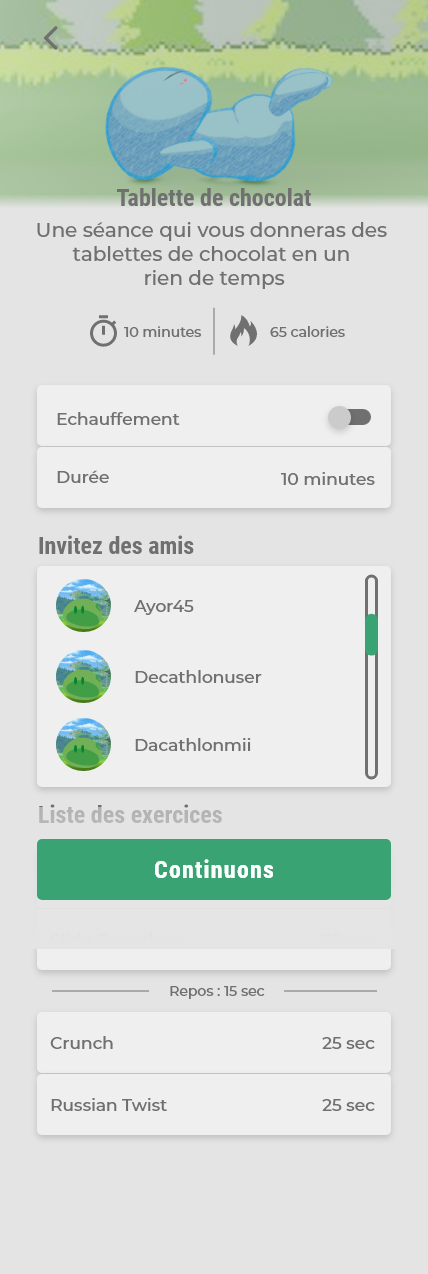 Tablette de chocolat
Une séance qui vous donneras des
tablettes de chocolat en un
rien de temps
10 minutes
65 calories
Echauffement
Durée
10 minutes
Invitez des amis
Ayor45
Decathlonuser
Dacathlonmii
Liste des exercices
Continuons
Repos : 15 sec
Crunch
25 sec
Russian Twist
25 sec